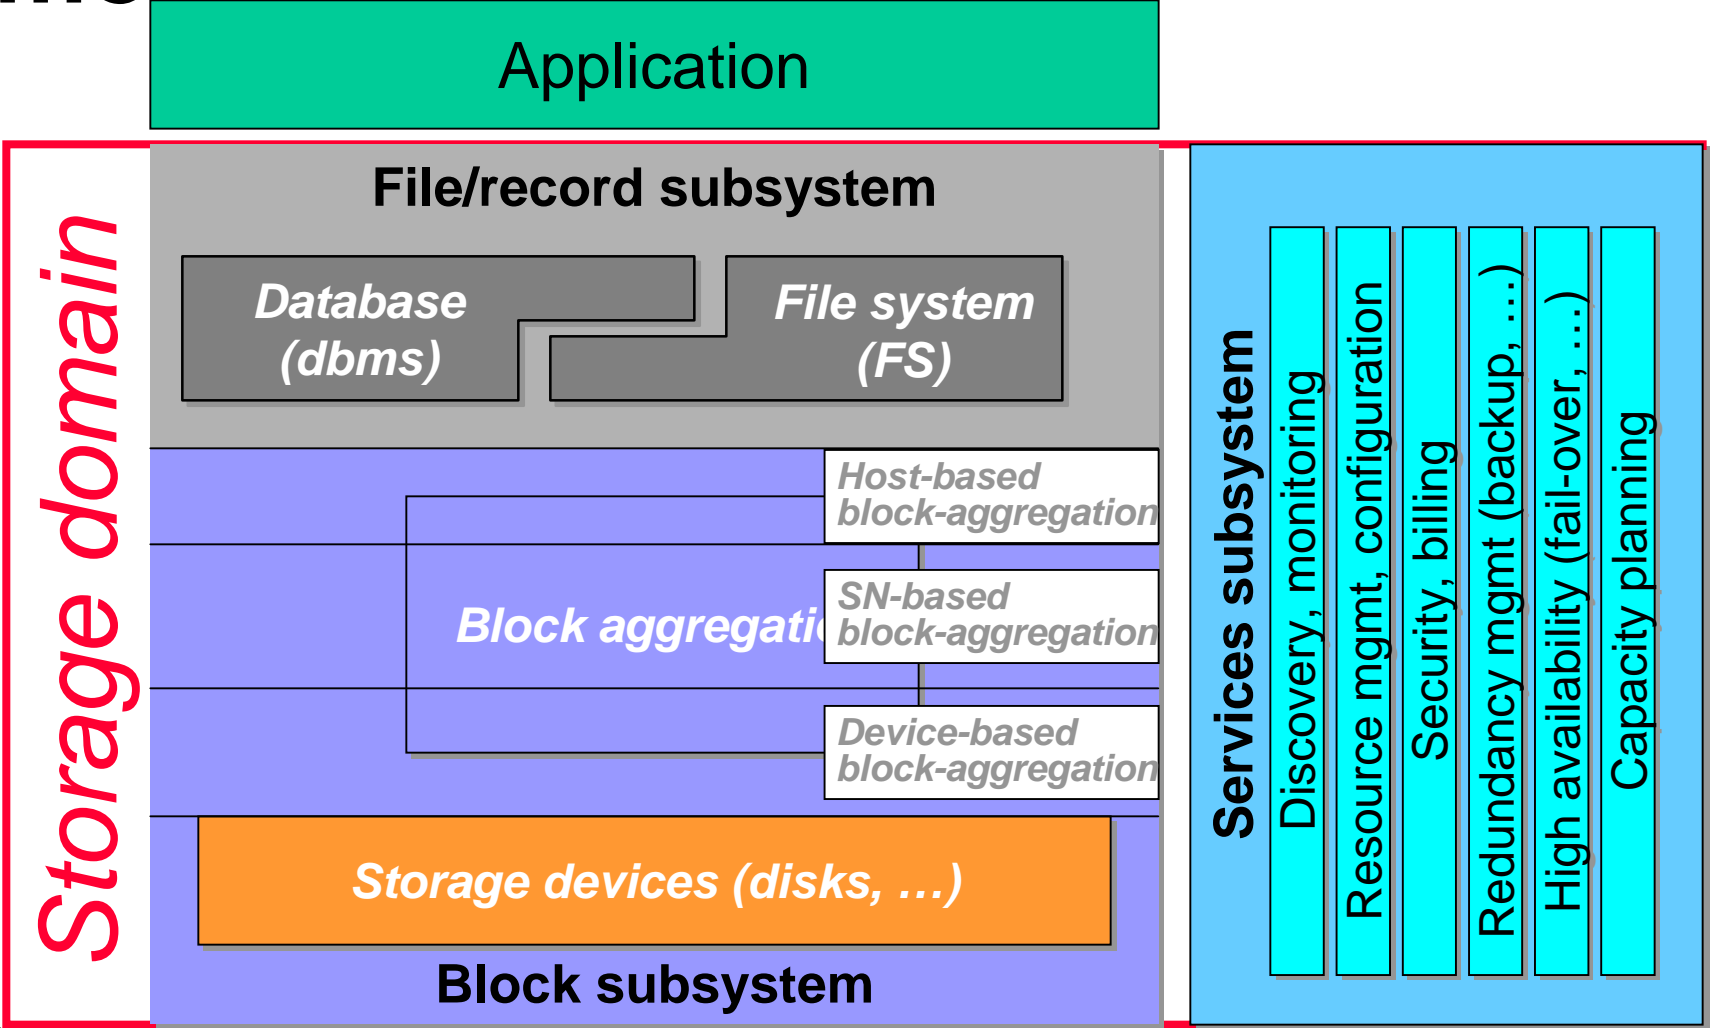 Application
Storage domain
File/record subsystem
Database
(dbms)
File system
(FS)
Host-based
block-aggregation
Block aggregati
SN-based
block-aggregation
Device-based
block-aggregation
Storage devices (disks, …)
Block subsystem
Services subsystem
Discovery, monitoring
Resource mgmt, configuration
Security, billing
Redundancy mgmt (backup, …)
High availability (fail-over, …)
Capacity planning